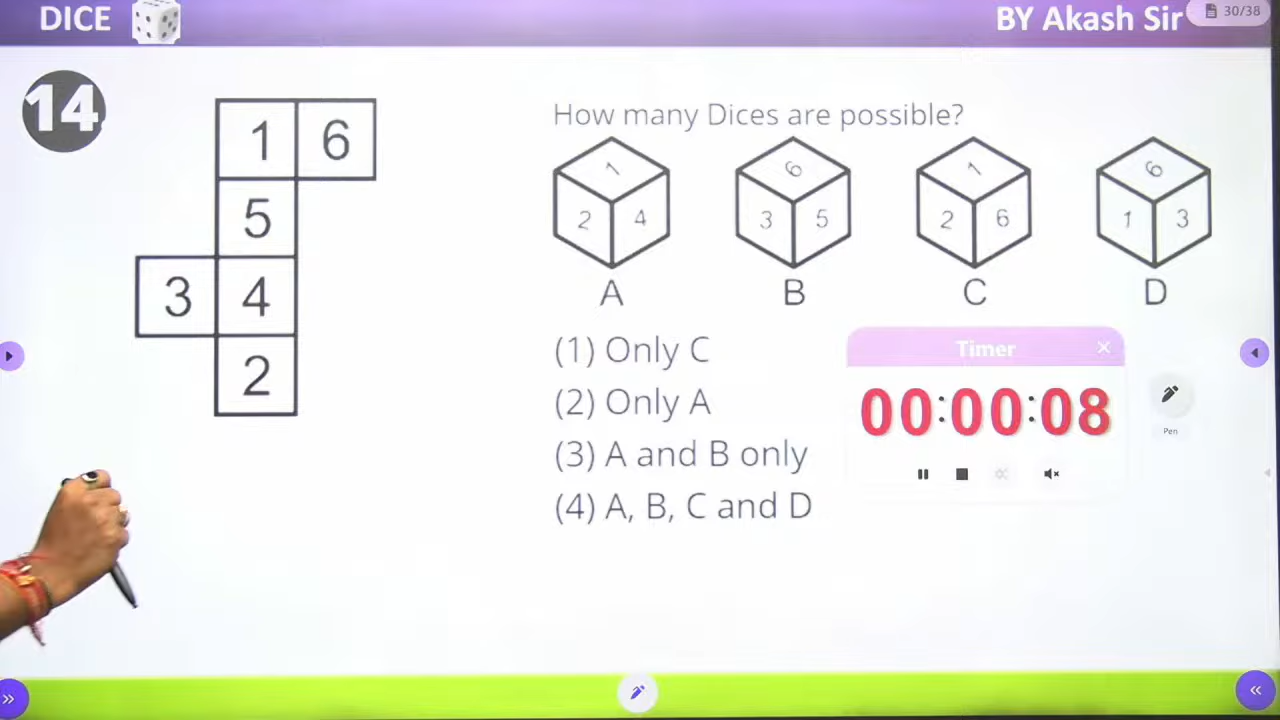 DICE
BY Akash Sir
30/38
14
1 6
5
3 4
2
How many Dices are possible?
1 2 4
6 3 5
1 2 6
6 1 3
A B C D
(1) Only C
(2) Only A
(3) A and B only
(4) A, B, C and D
Timer
00:00:08
Pen